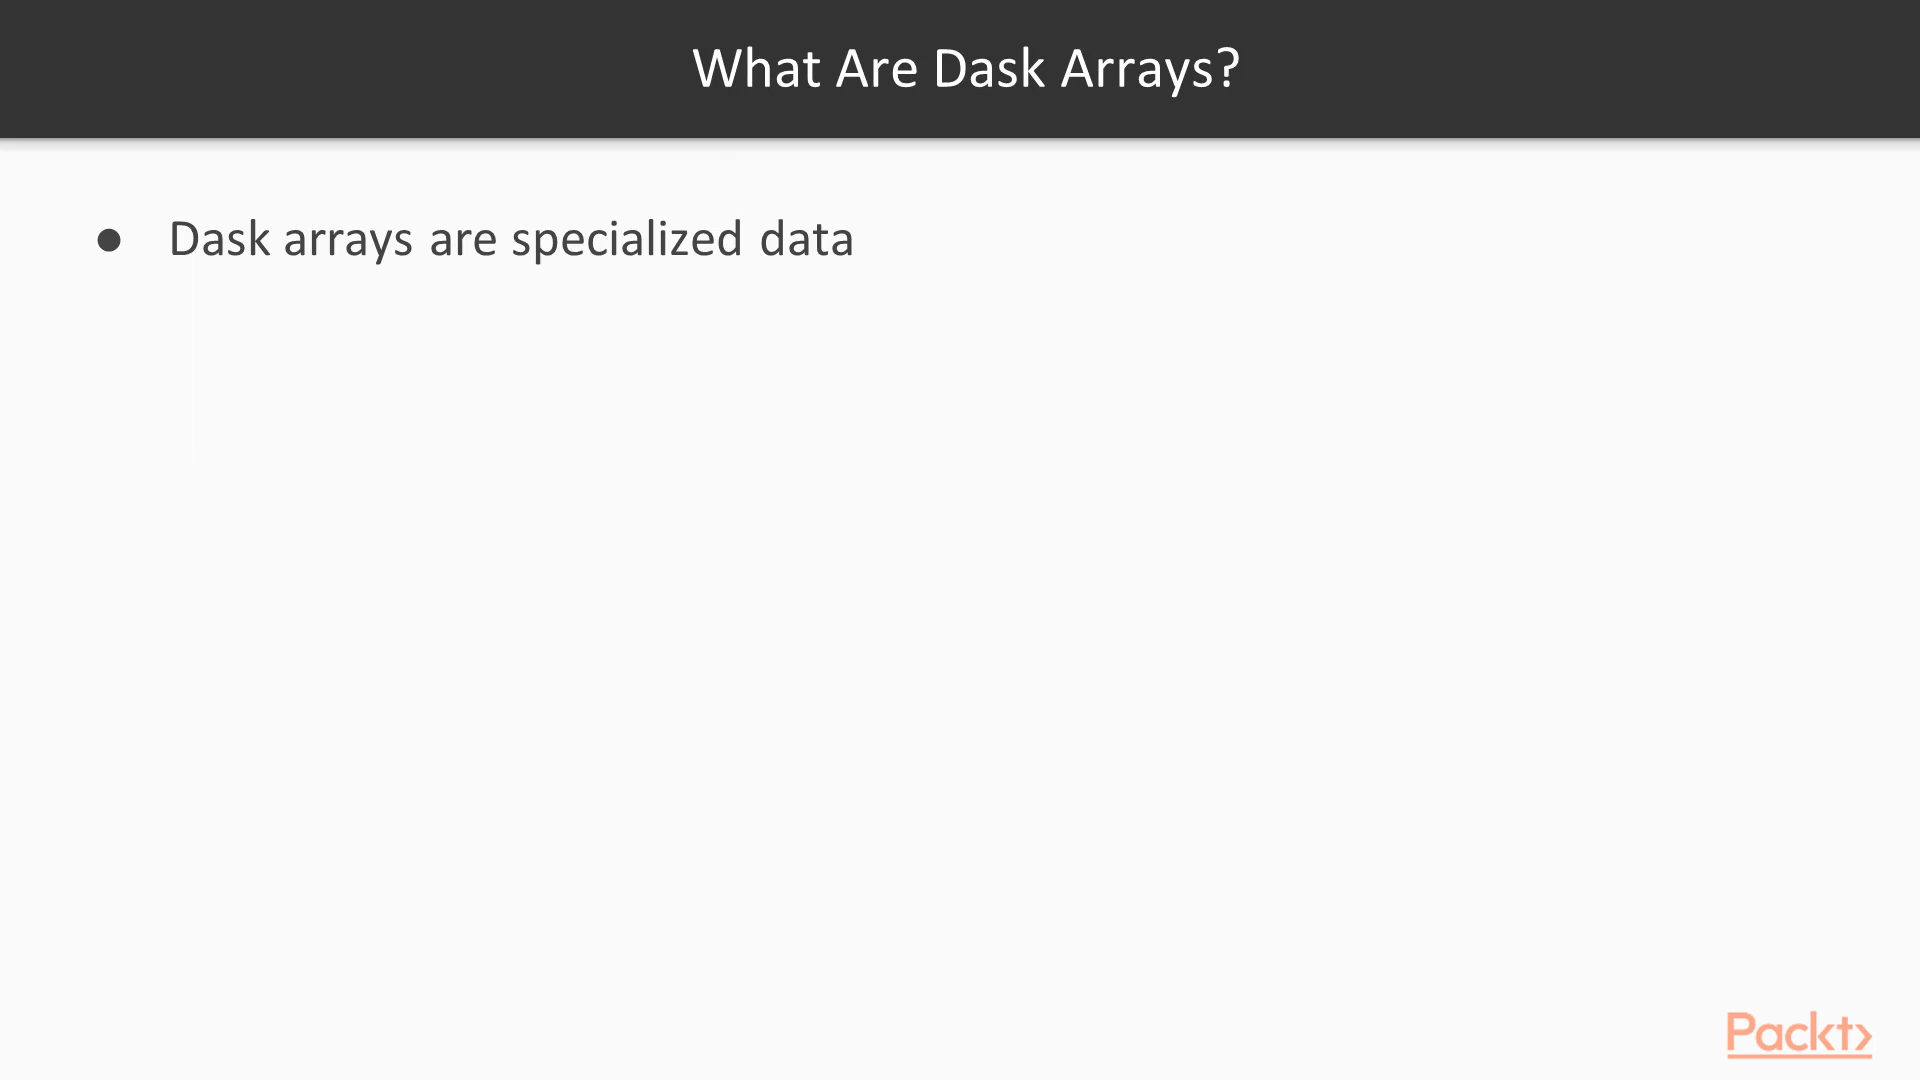 What Are Dask Arrays?
● Dask arrays are specialized data
Packt>